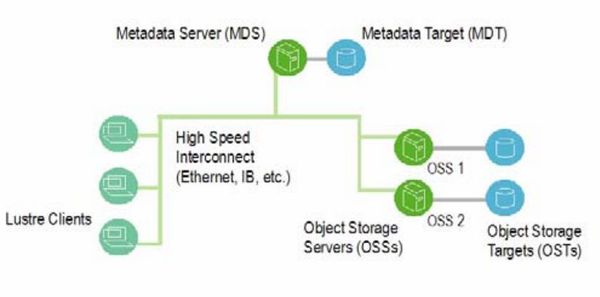 Metadata Server (MDS)
Metadata Target (MDT)
High Speed
Interconnect
(Ethernet, IB, etc.)
OSS 1
Lustre Clients
OSS 2
Object Storage
Servers (OSSs)
Object Storage
Targets (OSTs)